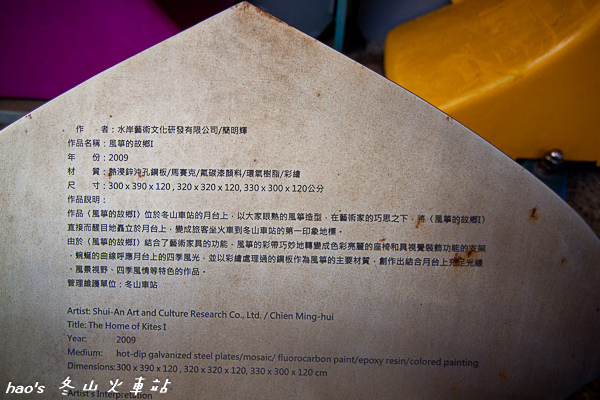 作　者：水岸藝術文化研發有限公司/簡明輝
作品名稱：風箏的故鄉I
年　份：2009
材　質：熱浸鋅沖孔鋼板/馬賽克/氟碳漆顏料/環氧樹脂/彩繪
尺　寸：300 x 390 x 120 , 320 x 320 x 120, 330 x 300 x 120公分
作品說明：
作品〈風箏的故鄉I〉位於冬山車站的月台上，以大家眼熟的風箏造型，在藝術家的巧思之下，將〈風箏的故鄉I〉
直接而醒目地矗立於月台上，變成旅客坐火車到冬山車站的第一印象地標。
由於〈風箏的故鄉I〉結合了藝術家具的功能，風箏的彩帶巧妙地轉變成色彩亮麗的座椅和具視覺裝飾功能的支架
，蜿蜒的曲線呼應月台上的四季風光，並以彩繪處理過的鋼板作為風箏的主要材質，創作出結合月台上充足光線
、風景視野、四季風情等特色的作品。
管理維護單位：冬山車站
Artist: Shui-An Art and Culture Research Co., Ltd. / Chien Ming-hui
Title: The Home of Kites I
Year: 2009
Medium: hot-dip galvanized steel plates/mosaic/ fluorocarbon paint/epoxy resin/colored painting
Dimensions: 300 x 390 x 120 , 320 x 320 x 120, 330 x 300 x 120 cm
Artist's Interpretation
hao's 冬山火車站